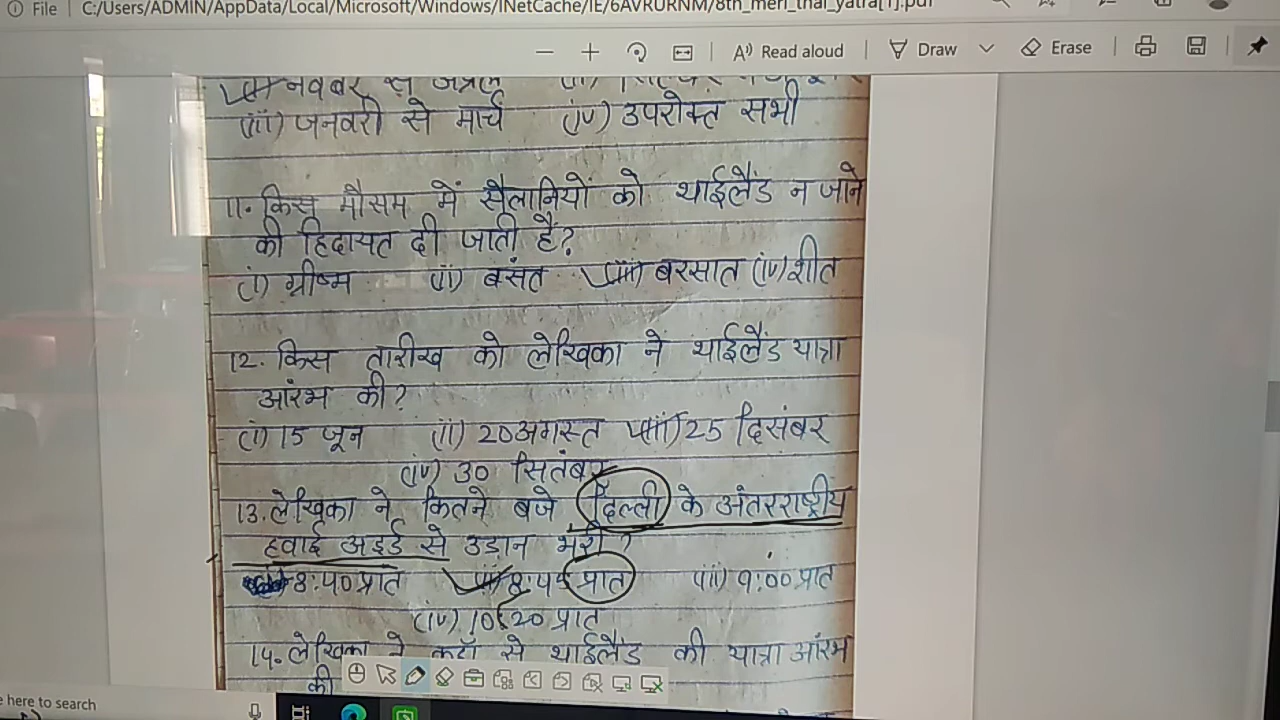 File C:/Users/ADMIN/AppData/Local/Microsoft/Windows/INetCache/IE/6AVRURNM/8th_meri_thai_yatra[1].pdf
Read aloud Draw Erase
नवंबर से
(iii) जनवरी से मार्च (iv) उपरोक्त सभी
11. किस मौसम में सैलानियों को थाईलैंड न जाने
की हिदायत दी जाती है?
(i) ग्रीष्म (ii) बसंत (iii) बरसात (iv) शीत
12. किस तारीख को लेखिका ने थाईलैंड यात्रा
आरंभ की?
(i) 15 जून (ii) 20 अगस्त (iii) 25 दिसंबर
(iv) 30 सितंबर
13. लेखिका ने कितने बजे दिल्ली के अंतरराष्ट्रीय
हवाई अड्डे से उड़ान भरी?
8:40 प्रात (ii) 8:45 प्रात (iii) 9:00 प्रात
(iv) 10:20 प्रात
14. लेखिका ने कहाँ से थाईलैंड की यात्रा आरंभ
की
here to search